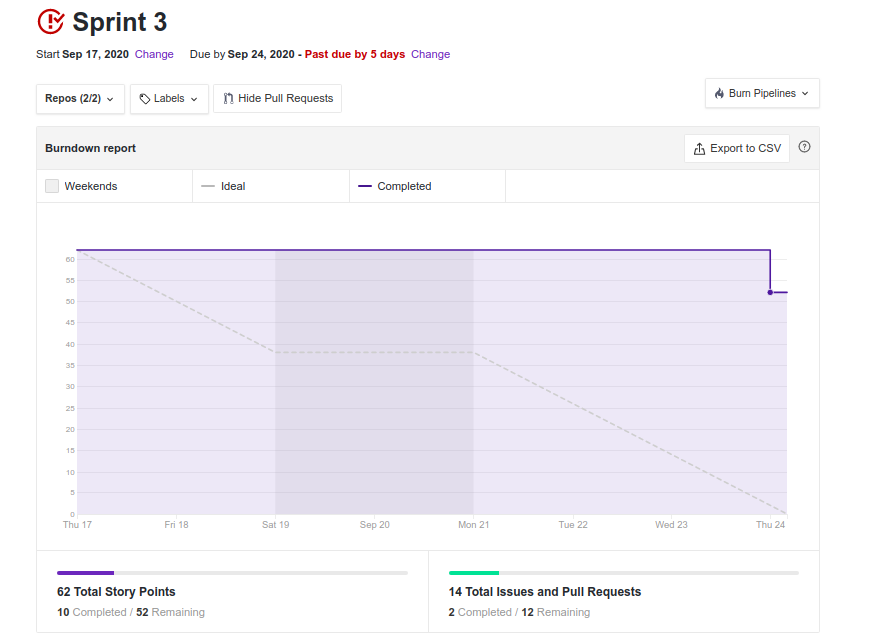 Sprint 3
Start Sep 17, 2020 Change Due by Sep 24, 2020 - Past due by 5 days Change
Repos (2/2) Labels Hide Pull Requests Burn Pipelines
Burndown report Export to CSV
Weekends Ideal Completed
60
55
50
45
40
35
30
25
20
15
10
5
0
Thu 17 Fri 18 Sat 19 Sep 20 Mon 21 Tue 22 Wed 23 Thu 24
62 Total Story Points
10 Completed / 52 Remaining
14 Total Issues and Pull Requests
2 Completed / 12 Remaining